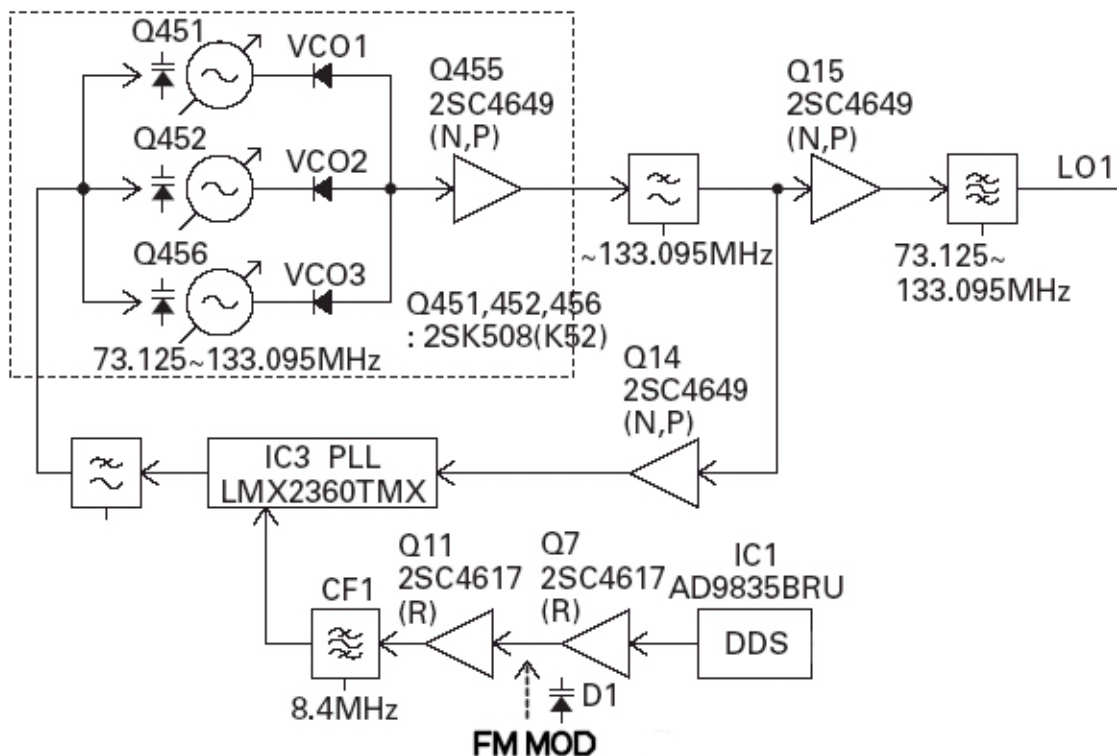 Q451
VCO1
Q455
2SC4649
(N,P)
Q15
2SC4649
(N,P)
Q452
VCO2
LO1
Q456
VCO3
~133.095MHz
73.125~
133.095MHz
Q451,452,456
: 2SK508(K52)
73.125~133.095MHz
Q14
2SC4649
(N,P)
IC3 PLL
LMX2360TMX
Q11
2SC4617
(R)
Q7
2SC4617
(R)
IC1
AD9835BRU
CF1
DDS
8.4MHz
D1
FM MOD